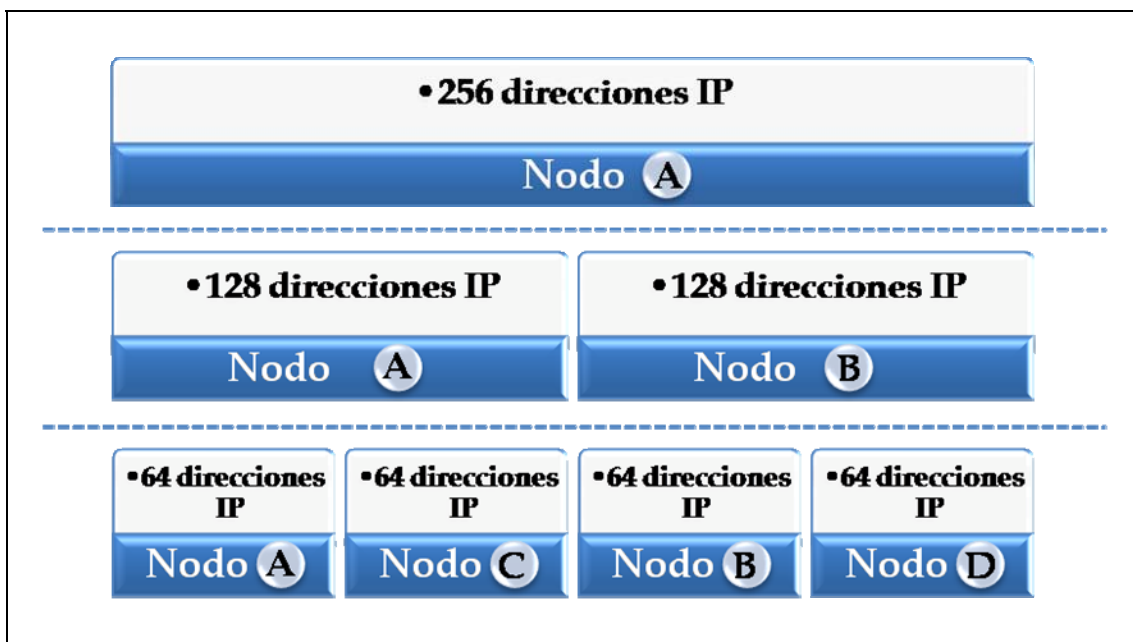 •256 direcciones IP
Nodo A
•128 direcciones IP
Nodo A
•128 direcciones IP
Nodo B
•64 direcciones
IP
Nodo A
•64 direcciones
IP
Nodo C
•64 direcciones
IP
Nodo B
•64 direcciones
IP
Nodo D